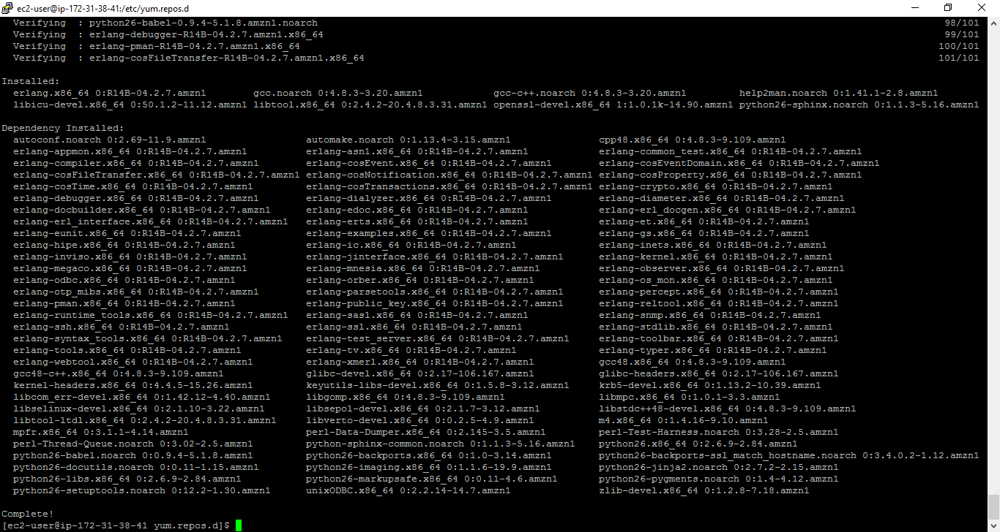 ec2-user@ip-172-31-38-41:/etc/yum.repos.d
Verifying : python26-babel-0.9.4-5.1.8.amzn1.noarch 98/101
Verifying : erlang-debugger-R14B-04.2.7.amzn1.x86_64 99/101
Verifying : erlang-pman-R14B-04.2.7.amzn1.x86_64 100/101
Verifying : erlang-cosFileTransfer-R14B-04.2.7.amzn1.x86_64 101/101
Installed:
erlang.x86_64 0:R14B-04.2.7.amzn1 gcc.noarch 0:4.8.3-3.20.amzn1 gcc-c++.noarch 0:4.8.3-3.20.amzn1 help2man.noarch 0:1.41.1-2.8.amzn1
libicu-devel.x86_64 0:50.1.2-11.12.amzn1 libtool.x86_64 0:2.4.2-20.4.8.3.31.amzn1 openssl-devel.x86_64 1:1.0.1k-14.90.amzn1 python26-sphinx.noarch 0:1.1.3-5.16.amzn1
Dependency Installed:
autoconf.noarch 0:2.69-11.9.amzn1 automake.noarch 0:1.13.4-3.15.amzn1 cpp48.x86_64 0:4.8.3-9.109.amzn1
erlang-appmon.x86_64 0:R14B-04.2.7.amzn1 erlang-asn1.x86_64 0:R14B-04.2.7.amzn1 erlang-common_test.x86_64 0:R14B-04.2.7.amzn1
erlang-compiler.x86_64 0:R14B-04.2.7.amzn1 erlang-cosEvent.x86_64 0:R14B-04.2.7.amzn1 erlang-cosEventDomain.x86_64 0:R14B-04.2.7.amzn1
erlang-cosFileTransfer.x86_64 0:R14B-04.2.7.amzn1 erlang-cosNotification.x86_64 0:R14B-04.2.7.amzn1 erlang-cosProperty.x86_64 0:R14B-04.2.7.amzn1
erlang-cosTime.x86_64 0:R14B-04.2.7.amzn1 erlang-cosTransactions.x86_64 0:R14B-04.2.7.amzn1 erlang-crypto.x86_64 0:R14B-04.2.7.amzn1
erlang-debugger.x86_64 0:R14B-04.2.7.amzn1 erlang-dialyzer.x86_64 0:R14B-04.2.7.amzn1 erlang-diameter.x86_64 0:R14B-04.2.7.amzn1
erlang-docbuilder.x86_64 0:R14B-04.2.7.amzn1 erlang-edoc.x86_64 0:R14B-04.2.7.amzn1 erlang-erl_docgen.x86_64 0:R14B-04.2.7.amzn1
erlang-erl_interface.x86_64 0:R14B-04.2.7.amzn1 erlang-erts.x86_64 0:R14B-04.2.7.amzn1 erlang-et.x86_64 0:R14B-04.2.7.amzn1
erlang-eunit.x86_64 0:R14B-04.2.7.amzn1 erlang-examples.x86_64 0:R14B-04.2.7.amzn1 erlang-gs.x86_64 0:R14B-04.2.7.amzn1
erlang-hipe.x86_64 0:R14B-04.2.7.amzn1 erlang-ic.x86_64 0:R14B-04.2.7.amzn1 erlang-inets.x86_64 0:R14B-04.2.7.amzn1
erlang-inviso.x86_64 0:R14B-04.2.7.amzn1 erlang-jinterface.x86_64 0:R14B-04.2.7.amzn1 erlang-kernel.x86_64 0:R14B-04.2.7.amzn1
erlang-megaco.x86_64 0:R14B-04.2.7.amzn1 erlang-mnesia.x86_64 0:R14B-04.2.7.amzn1 erlang-observer.x86_64 0:R14B-04.2.7.amzn1
erlang-odbc.x86_64 0:R14B-04.2.7.amzn1 erlang-orber.x86_64 0:R14B-04.2.7.amzn1 erlang-os_mon.x86_64 0:R14B-04.2.7.amzn1
erlang-otp_mibs.x86_64 0:R14B-04.2.7.amzn1 erlang-parsetools.x86_64 0:R14B-04.2.7.amzn1 erlang-percept.x86_64 0:R14B-04.2.7.amzn1
erlang-pman.x86_64 0:R14B-04.2.7.amzn1 erlang-public_key.x86_64 0:R14B-04.2.7.amzn1 erlang-reltool.x86_64 0:R14B-04.2.7.amzn1
erlang-runtime_tools.x86_64 0:R14B-04.2.7.amzn1 erlang-sasl.x86_64 0:R14B-04.2.7.amzn1 erlang-snmp.x86_64 0:R14B-04.2.7.amzn1
erlang-ssh.x86_64 0:R14B-04.2.7.amzn1 erlang-ssl.x86_64 0:R14B-04.2.7.amzn1 erlang-stdlib.x86_64 0:R14B-04.2.7.amzn1
erlang-syntax_tools.x86_64 0:R14B-04.2.7.amzn1 erlang-test_server.x86_64 0:R14B-04.2.7.amzn1 erlang-toolbar.x86_64 0:R14B-04.2.7.amzn1
erlang-tools.x86_64 0:R14B-04.2.7.amzn1 erlang-tv.x86_64 0:R14B-04.2.7.amzn1 erlang-typer.x86_64 0:R14B-04.2.7.amzn1
erlang-webtool.x86_64 0:R14B-04.2.7.amzn1 erlang-xmerl.x86_64 0:R14B-04.2.7.amzn1 gcc48.x86_64 0:4.8.3-9.109.amzn1
gcc48-c++.x86_64 0:4.8.3-9.109.amzn1 glibc-devel.x86_64 0:2.17-106.167.amzn1 glibc-headers.x86_64 0:2.17-106.167.amzn1
kernel-headers.x86_64 0:4.4.5-15.26.amzn1 keyutils-libs-devel.x86_64 0:1.5.8-3.12.amzn1 krb5-devel.x86_64 0:1.13.2-10.39.amzn1
libcom_err-devel.x86_64 0:1.42.12-4.40.amzn1 libgomp.x86_64 0:4.8.3-9.109.amzn1 libmpc.x86_64 0:1.0.1-3.3.amzn1
libselinux-devel.x86_64 0:2.1.10-3.22.amzn1 libsepol-devel.x86_64 0:2.1.7-3.12.amzn1 libstdc++48-devel.x86_64 0:4.8.3-9.109.amzn1
libtool-ltdl.x86_64 0:2.4.2-20.4.8.3.31.amzn1 libverto-devel.x86_64 0:0.2.5-4.9.amzn1 m4.x86_64 0:1.4.16-9.10.amzn1
mpfr.x86_64 0:3.1.1-4.14.amzn1 perl-Data-Dumper.x86_64 0:2.145-3.5.amzn1 perl-Test-Harness.noarch 0:3.28-2.5.amzn1
perl-Thread-Queue.noarch 0:3.02-2.5.amzn1 python-sphinx-common.noarch 0:1.1.3-5.16.amzn1 python26.x86_64 0:2.6.9-2.84.amzn1
python26-babel.noarch 0:0.9.4-5.1.8.amzn1 python26-backports.x86_64 0:1.0-3.14.amzn1 python26-backports-ssl_match_hostname.noarch 0:3.4.0.2-1.12.amzn1
python26-docutils.noarch 0:0.11-1.15.amzn1 python26-imaging.x86_64 0:1.1.6-19.9.amzn1 python26-jinja2.noarch 0:2.7.2-2.15.amzn1
python26-libs.x86_64 0:2.6.9-2.84.amzn1 python26-markupsafe.x86_64 0:0.11-4.6.amzn1 python26-pygments.noarch 0:1.4-4.12.amzn1
python26-setuptools.noarch 0:12.2-1.30.amzn1 unixODBC.x86_64 0:2.2.14-14.7.amzn1 zlib-devel.x86_64 0:1.2.8-7.18.amzn1
Complete!
[ec2-user@ip-172-31-38-41 yum.repos.d]$